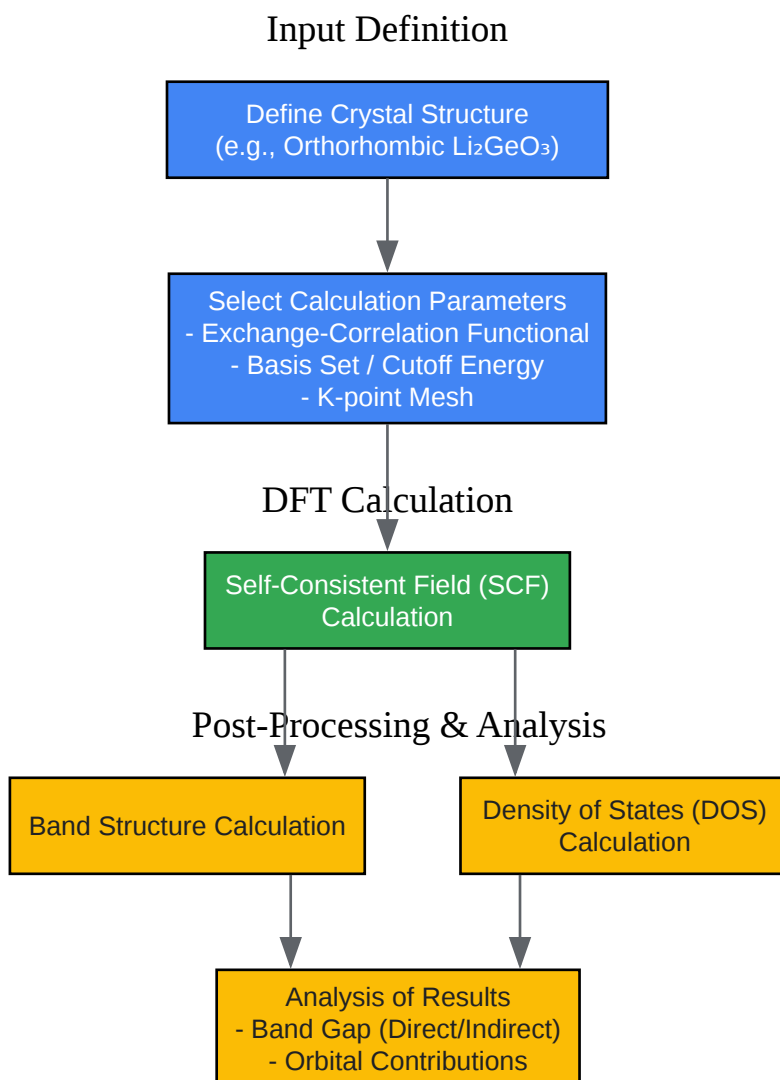 Input Definition
Define Crystal Structure
(e.g., Orthorhombic Li₂GeO₃)
Select Calculation Parameters
- Exchange-Correlation Functional
- Basis Set / Cutoff Energy
- K-point Mesh
DFT Calculation
Self-Consistent Field (SCF)
Calculation
Post-Processing & Analysis
Band Structure Calculation
Density of States (DOS)
Calculation
Analysis of Results
- Band Gap (Direct/Indirect)
- Orbital Contributions